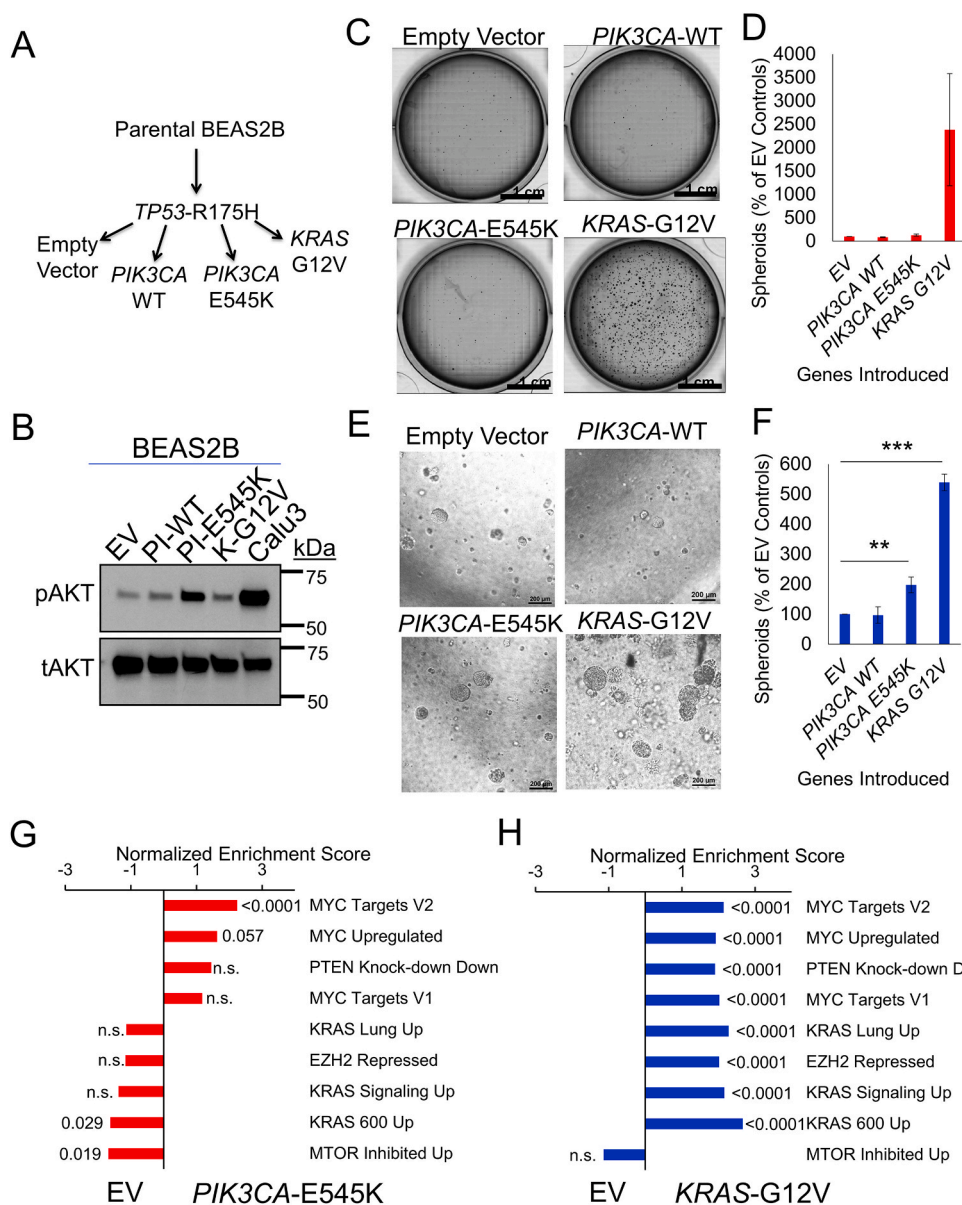 A
Parental BEAS2B
TP53-R175H
Empty Vector
PIK3CA WT
PIK3CA E545K
KRAS G12V
B
BEAS2B
EV
PI-WT
PI-E545K
K-G12V
Calu3
kDa
pAKT
75
50
tAKT
75
50
C
Empty Vector
PIK3CA-WT
1 cm
1 cm
PIK3CA-E545K
KRAS-G12V
1 cm
1 cm
D
Spheroids (% of EV Controls)
4000
3500
3000
2500
2000
1500
1000
500
0
EV
PIK3CA WT
PIK3CA E545K
KRAS G12V
Genes Introduced
E
Empty Vector
PIK3CA-WT
200 µm
200 µm
PIK3CA-E545K
KRAS-G12V
200 µm
200 µm
F
Spheroids (% of EV Controls)
600
500
400
300
200
100
0
***
**
EV
PIK3CA WT
PIK3CA E545K
KRAS G12V
Genes Introduced
G
Normalized Enrichment Score
-3 -1 1 3
<0.0001 MYC Targets V2
0.057 MYC Upregulated
n.s. PTEN Knock-down Down
n.s. MYC Targets V1
n.s. KRAS Lung Up
n.s. EZH2 Repressed
n.s. KRAS Signaling Up
0.029 KRAS 600 Up
0.019 MTOR Inhibited Up
EV PIK3CA-E545K
H
Normalized Enrichment Score
-3 -1 1 3
<0.0001 MYC Targets V2
<0.0001 MYC Upregulated
<0.0001 PTEN Knock-down D
<0.0001 MYC Targets V1
<0.0001 KRAS Lung Up
<0.0001 EZH2 Repressed
<0.0001 KRAS Signaling Up
<0.0001 KRAS 600 Up
n.s. MTOR Inhibited Up
EV KRAS-G12V